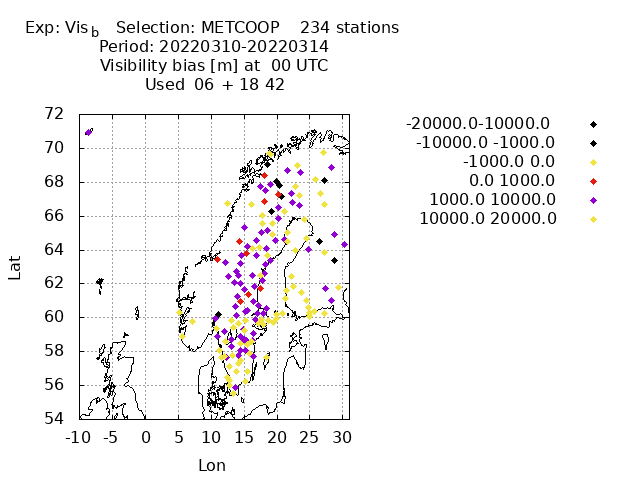 Exp: Vis b Selection: METCOOP 234 stations
Period: 20220310-20220314
Visibility bias [m] at 00 UTC
Used 06 + 18 42
-20000.0-10000.0
-10000.0 -1000.0
-1000.0 0.0
0.0 1000.0
1000.0 10000.0
10000.0 20000.0
Lat
72
70
68
66
64
62
60
58
56
54
-10 -5 0 5 10 15 20 25 30
Lon